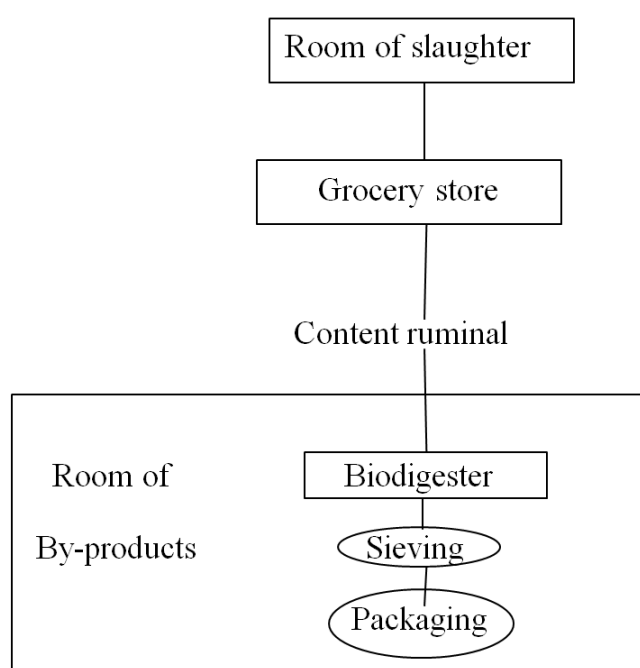 Room of slaughter
Grocery store
Content ruminal
Room of
Biodigester
By-products
Sieving
Packaging